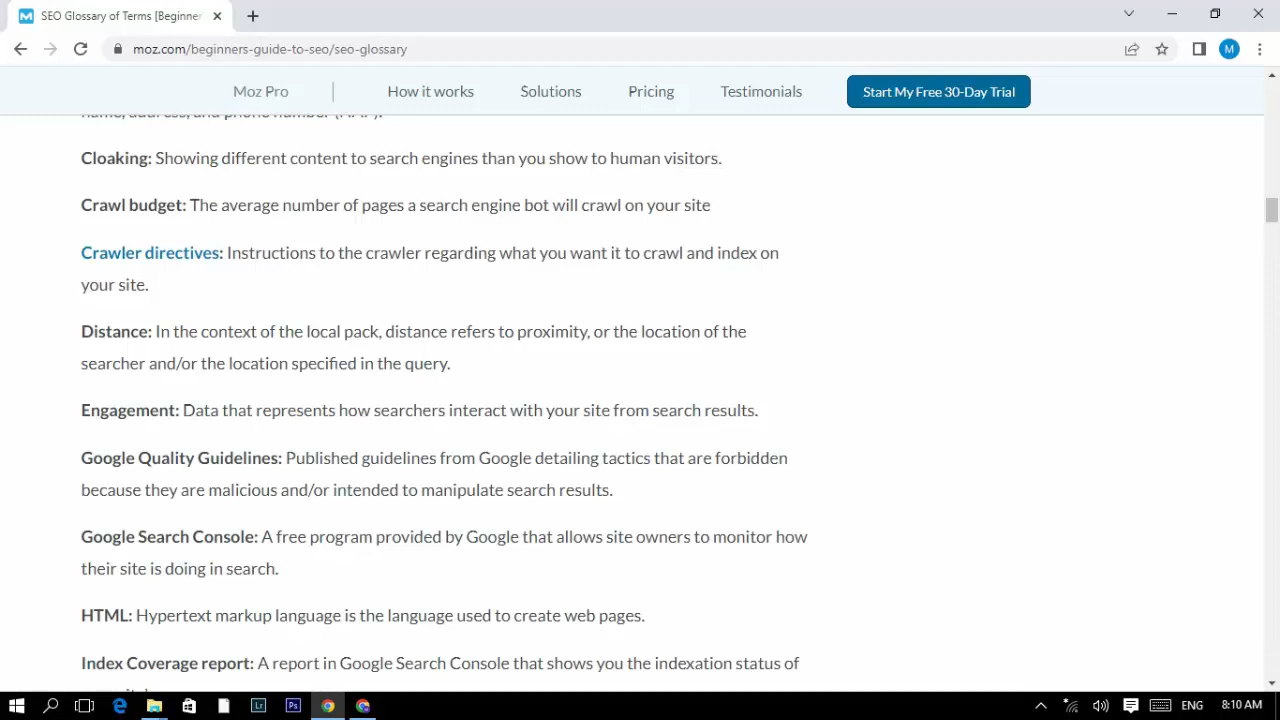 SEO Glossary of Terms [Beginner
moz.com/beginners-guide-to-seo/seo-glossary
M
Moz Pro
How it works
Solutions
Pricing
Testimonials
Start My Free 30-Day Trial
name, address, and phone number (NAP).
Cloaking: Showing different content to search engines than you show to human visitors.
Crawl budget: The average number of pages a search engine bot will crawl on your site
Crawler directives: Instructions to the crawler regarding what you want it to crawl and index on
your site.
Distance: In the context of the local pack, distance refers to proximity, or the location of the
searcher and/or the location specified in the query.
Engagement: Data that represents how searchers interact with your site from search results.
Google Quality Guidelines: Published guidelines from Google detailing tactics that are forbidden
because they are malicious and/or intended to manipulate search results.
Google Search Console: A free program provided by Google that allows site owners to monitor how
their site is doing in search.
HTML: Hypertext markup language is the language used to create web pages.
Index Coverage report: A report in Google Search Console that shows you the indexation status of
Lr
Ps
ENG
8:10 AM